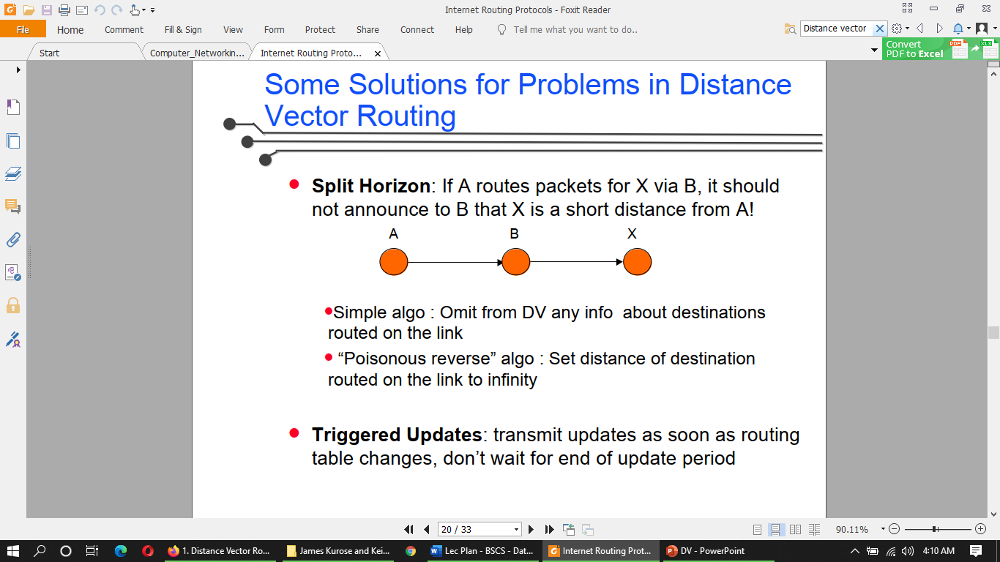 Internet Routing Protocols - Foxit Reader
File Home Comment Fill & Sign View Form Protect Share Connect Help Tell me what you want to do.. Distance vector
Start Computer_Networkin... Internet Routing Proto...
Convert
PDF to Excel
PDF XLS
Some Solutions for Problems in Distance
Vector Routing
Split Horizon: If A routes packets for X via B, it should
not announce to B that X is a short distance from A!
A B X
Simple algo : Omit from DV any info about destinations
routed on the link
“Poisonous reverse” algo : Set distance of destination
routed on the link to infinity
Triggered Updates: transmit updates as soon as routing
table changes, don’t wait for end of update period
20 / 33 90.11%
1. Distance Vector Ro... James Kurose and Kei... Lec Plan - BSCS - Dat... Internet Routing Prot... DV - PowerPoint 4:10 AM